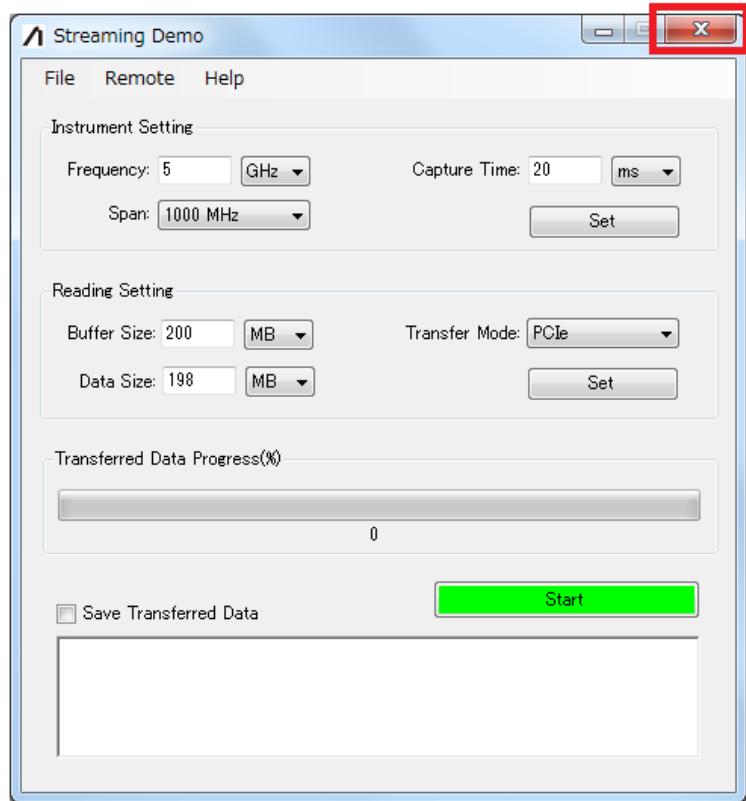 Streaming Demo
File Remote Help
Instrument Setting
Frequency: 5 GHz Capture Time: 20 ms
Span: 1000 MHz Set
Reading Setting
Buffer Size: 200 MB Transfer Mode: PCIe
Data Size: 198 MB Set
Transferred Data Progress(%)
0
Start
Save Transferred Data